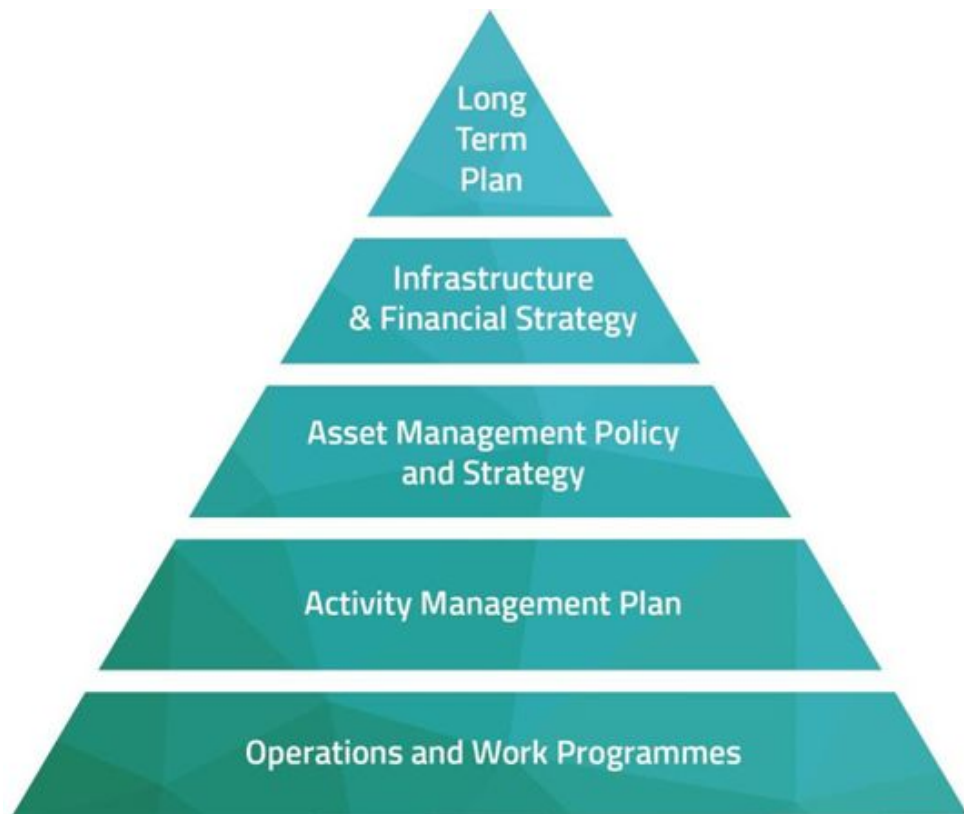 Long
Term
Plan
Infrastructure
& Financial Strategy
Asset Management Policy
and Strategy
Activity Management Plan
Operations and Work Programmes